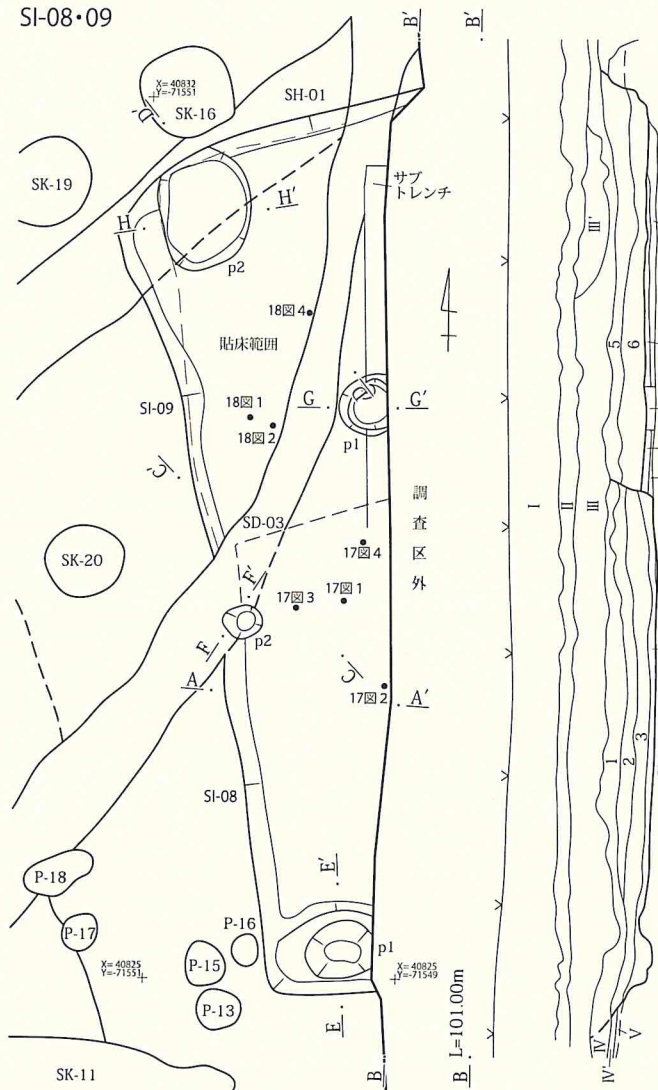 SI-08・09
B′
B′
X= 40832
Y=-71551
SK-16
SH-01
SK-19
サブ
トレンチ
H
H′
p2
III′
18図4
貼床範囲
5
6
SI-09
18図1
18図2
G
G′
p1
C′
調査区外
I
II
III
SD-03
17図4
SK-20
F′
17図3
17図1
F
p2
C
A
17図2
A′
1
2
3
SI-08
E′
P-18
P-17
P-16
p1
X= 40825
Y=-71551
P-15
X= 40825
Y=-71549
P-13
E
L=101.00m
SK-11
B
B
IV
IV′
V